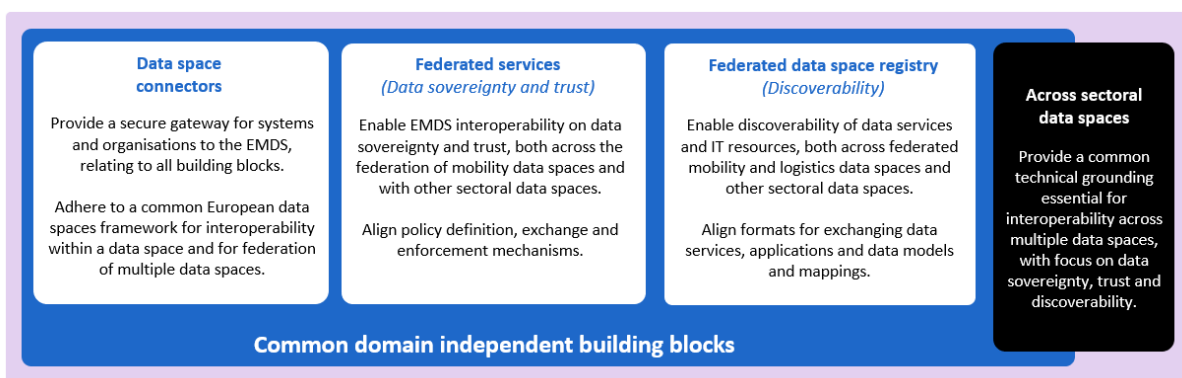 Data space
connectors
Provide a secure gateway for systems
and organisations to the EMDS,
relating to all building blocks.
Adhere to a common European data
spaces framework for interoperability
within a data space and for federation
of multiple data spaces.
Federated services
(Data sovereignty and trust)
Enable EMDS interoperability on data
sovereignty and trust, both across the
federation of mobility data spaces and
with other sectoral data spaces.
Align policy definition, exchange and
enforcement mechanisms.
Federated data space registry
(Discoverability)
Enable discoverability of data services
and IT resources, both across federated
mobility and logistics data spaces and
other sectoral data spaces.
Align formats for exchanging data
services, applications and data models
and mappings.
Across sectoral
data spaces
Provide a common
technical grounding
essential for
interoperability across
multiple data spaces,
with focus on data
sovereignty, trust and
discoverability.
Common domain independent building blocks